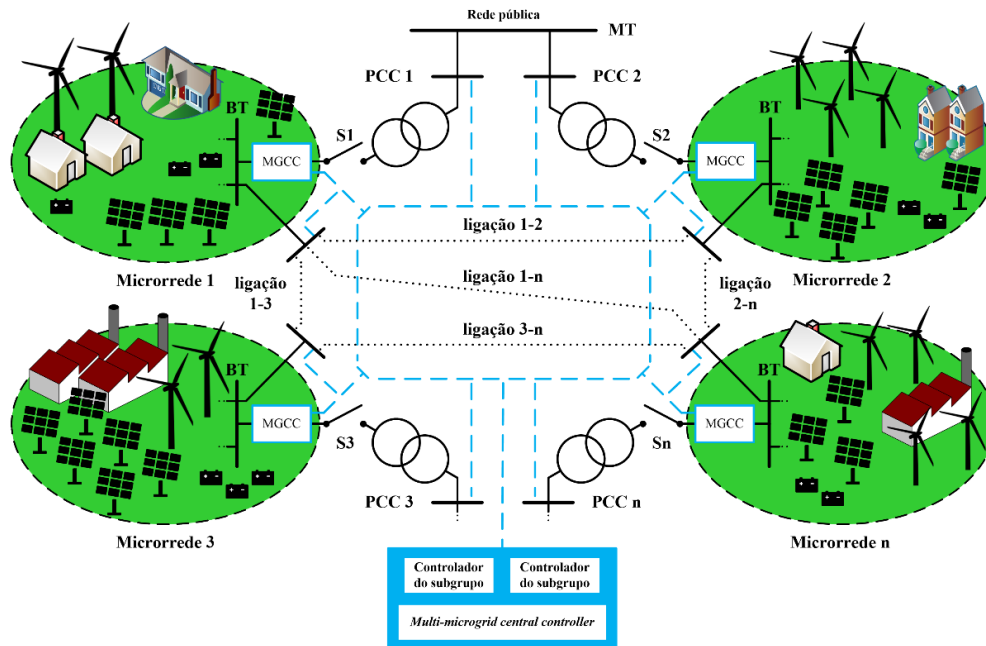 Rede pública
MT
PCC 1
PCC 2
BT
S1
S2
BT
MGCC
MGCC
ligação 1-2
Microrrede 1
ligação
1-3
ligação 1-n
ligação
2-n
Microrrede 2
ligação 3-n
BT
BT
MGCC
S3
Sn
MGCC
PCC 3
PCC n
Microrrede 3
Microrrede n
Controlador
do subgrupo
Controlador
do subgrupo
Multi-microgrid central controller